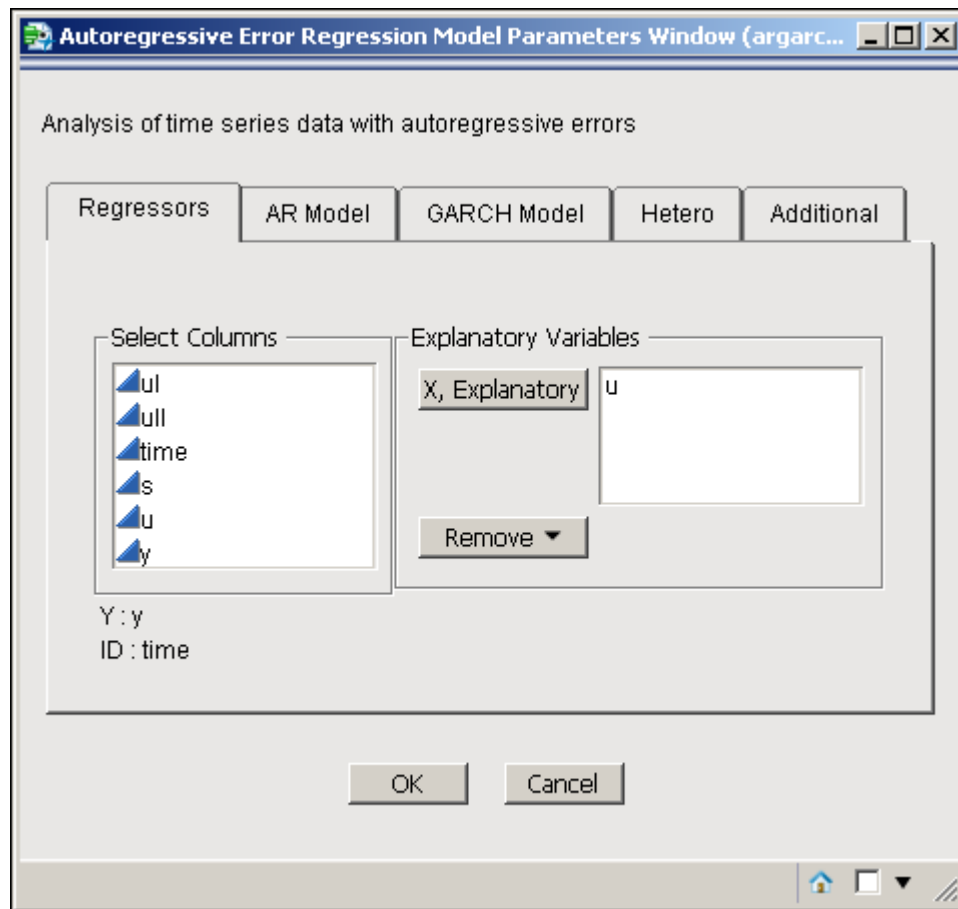 Autoregressive Error Regression Model Parameters Window (argarc...
Analysis of time series data with autoregressive errors
Regressors
AR Model
GARCH Model
Hetero
Additional
Select Columns
ul
ull
time
s
u
y
Explanatory Variables
X, Explanatory
u
Remove
Y : y
ID : time
OK
Cancel